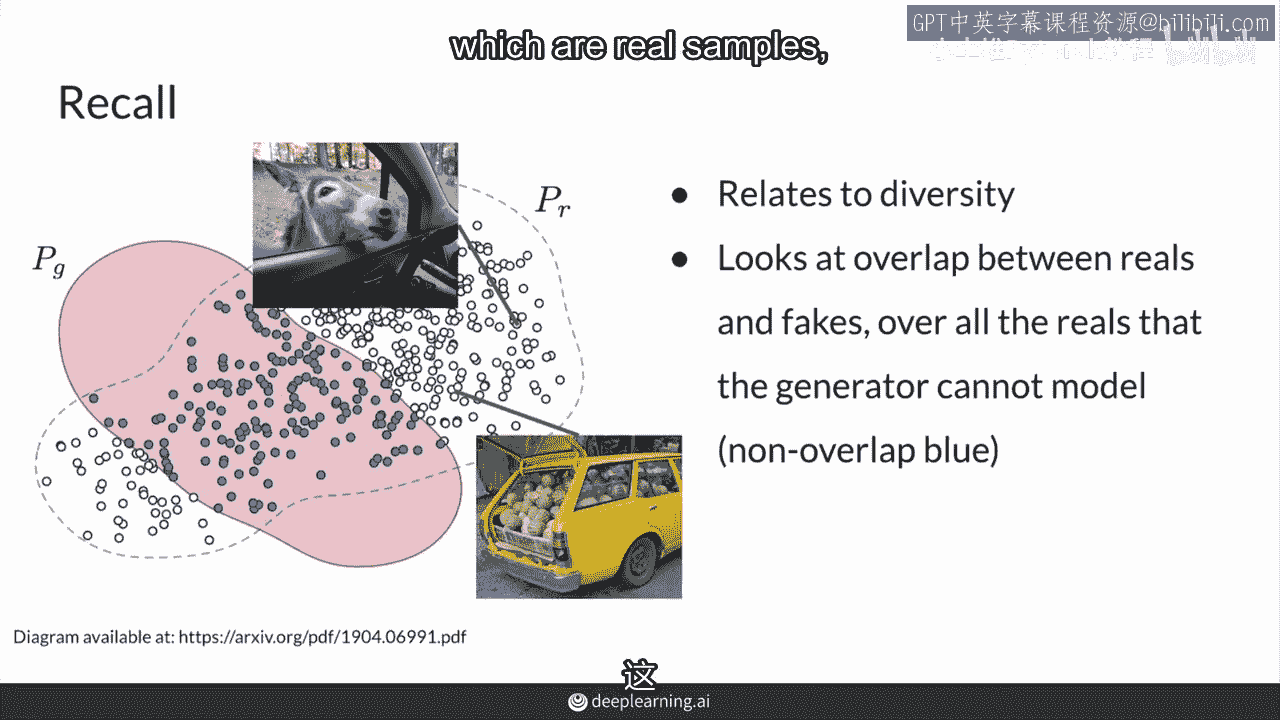 GPT中英字幕课程资源@bilibili.com
which are real samples,
Recall
P_r
P_g
● Relates to diversity
● Looks at overlap between reals
and fakes, over all the reals that
the generator cannot model
(non-overlap blue)
Diagram available at: https://arxiv.org/pdf/1904.06991.pdf
这
deeplearning.ai